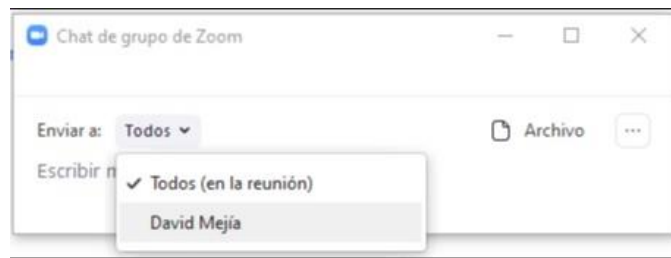 Chat de grupo de Zoom
Enviar a: Todos Archivo ...
Escribir
Todos (en la reunión)
David Mejía